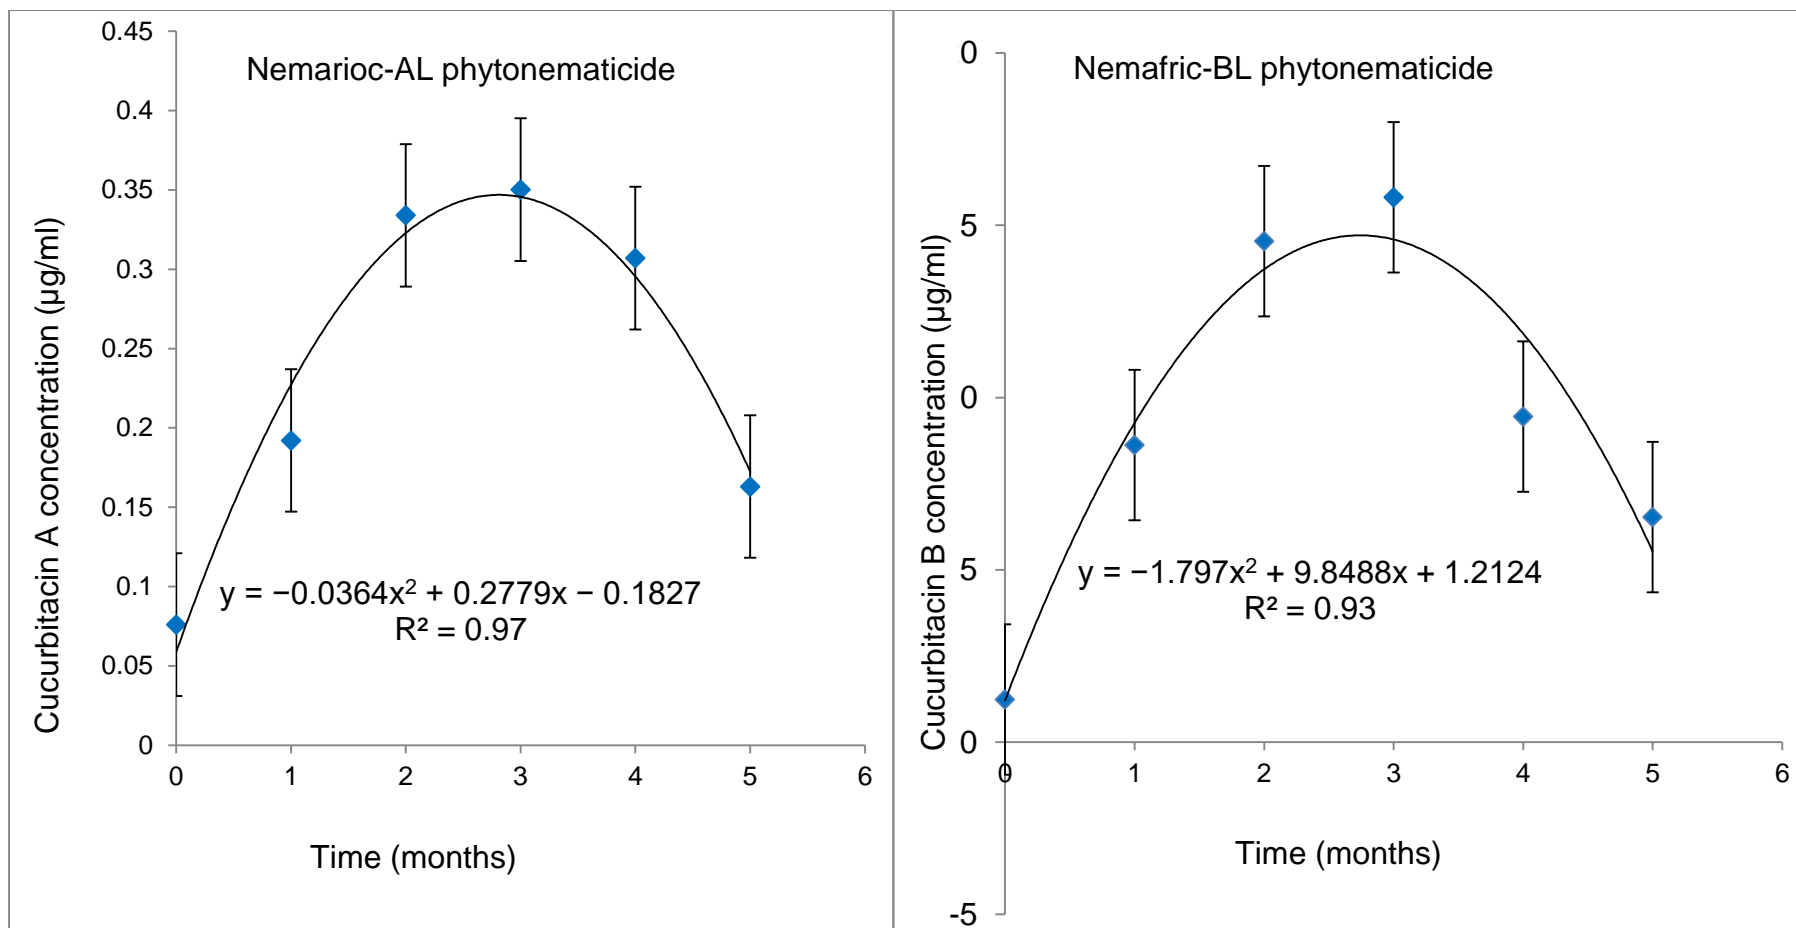 Nemarioc-AL phytonematicide
Cucurbitacin A concentration (µg/ml)
0.45
0.4
0.35
0.3
0.25
0.2
0.15
0.1
0.05
0
y = −0.0364x² + 0.2779x − 0.1827
R² = 0.97
0 1 2 3 4 5 6
Time (months)
Nemafric-BL phytonematicide
Cucurbitacin B concentration (µg/ml)
0
5
0
5
0
-5
y = −1.797x² + 9.8488x + 1.2124
R² = 0.93
0 1 2 3 4 5 6
Time (months)